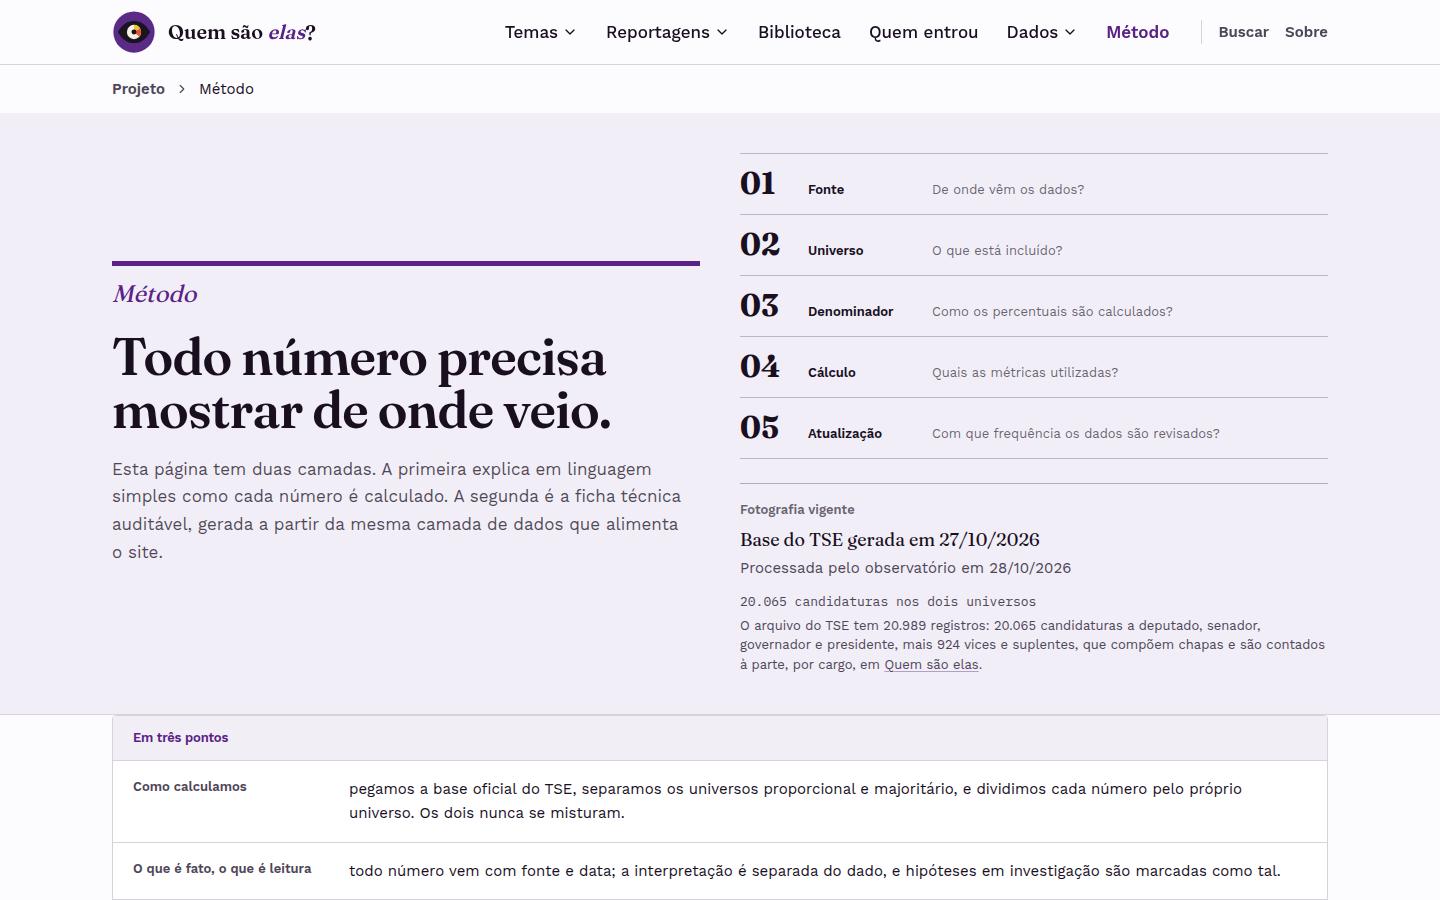 Quem são elas?
Temas
Reportagens
Biblioteca
Quem entrou
Dados
Método
Buscar
Sobre
Projeto
Método
Método
Todo número precisa
mostrar de onde veio.
Esta página tem duas camadas. A primeira explica em linguagem
simples como cada número é calculado. A segunda é a ficha técnica
auditável, gerada a partir da mesma camada de dados que alimenta
o site.
01 Fonte De onde vêm os dados?
02 Universo O que está incluído?
03 Denominador Como os percentuais são calculados?
04 Cálculo Quais as métricas utilizadas?
05 Atualização Com que frequência os dados são revisados?
Fotografia vigente
Base do TSE gerada em 27/10/2026
Processada pelo observatório em 28/10/2026
20.065 candidaturas nos dois universos
O arquivo do TSE tem 20.989 registros: 20.065 candidaturas a deputado, senador,
governador e presidente, mais 924 vices e suplentes, que compõem chapas e são contados
à parte, por cargo, em Quem são elas.
Em três pontos
Como calculamos
pegamos a base oficial do TSE, separamos os universos proporcional e majoritário, e dividimos cada número pelo próprio
universo. Os dois nunca se misturam.
O que é fato, o que é leitura
todo número vem com fonte e data; a interpretação é separada do dado, e hipóteses em investigação são marcadas como tal.